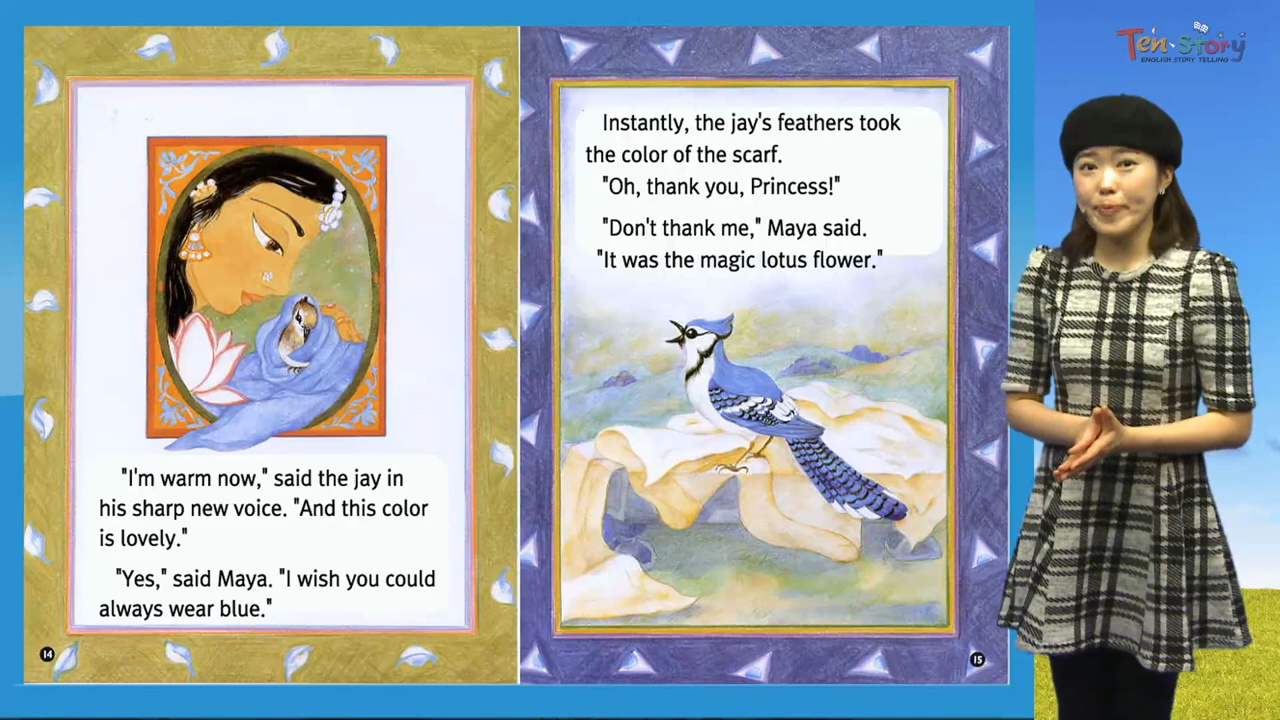 "I'm warm now," said the jay in
his sharp new voice. "And this color
is lovely."
"Yes," said Maya. "I wish you could
always wear blue."
14
Instantly, the jay's feathers took
the color of the scarf.
"Oh, thank you, Princess!"
"Don't thank me," Maya said.
"It was the magic lotus flower."
15
Ten Story
ENGLISH STORY TELLING